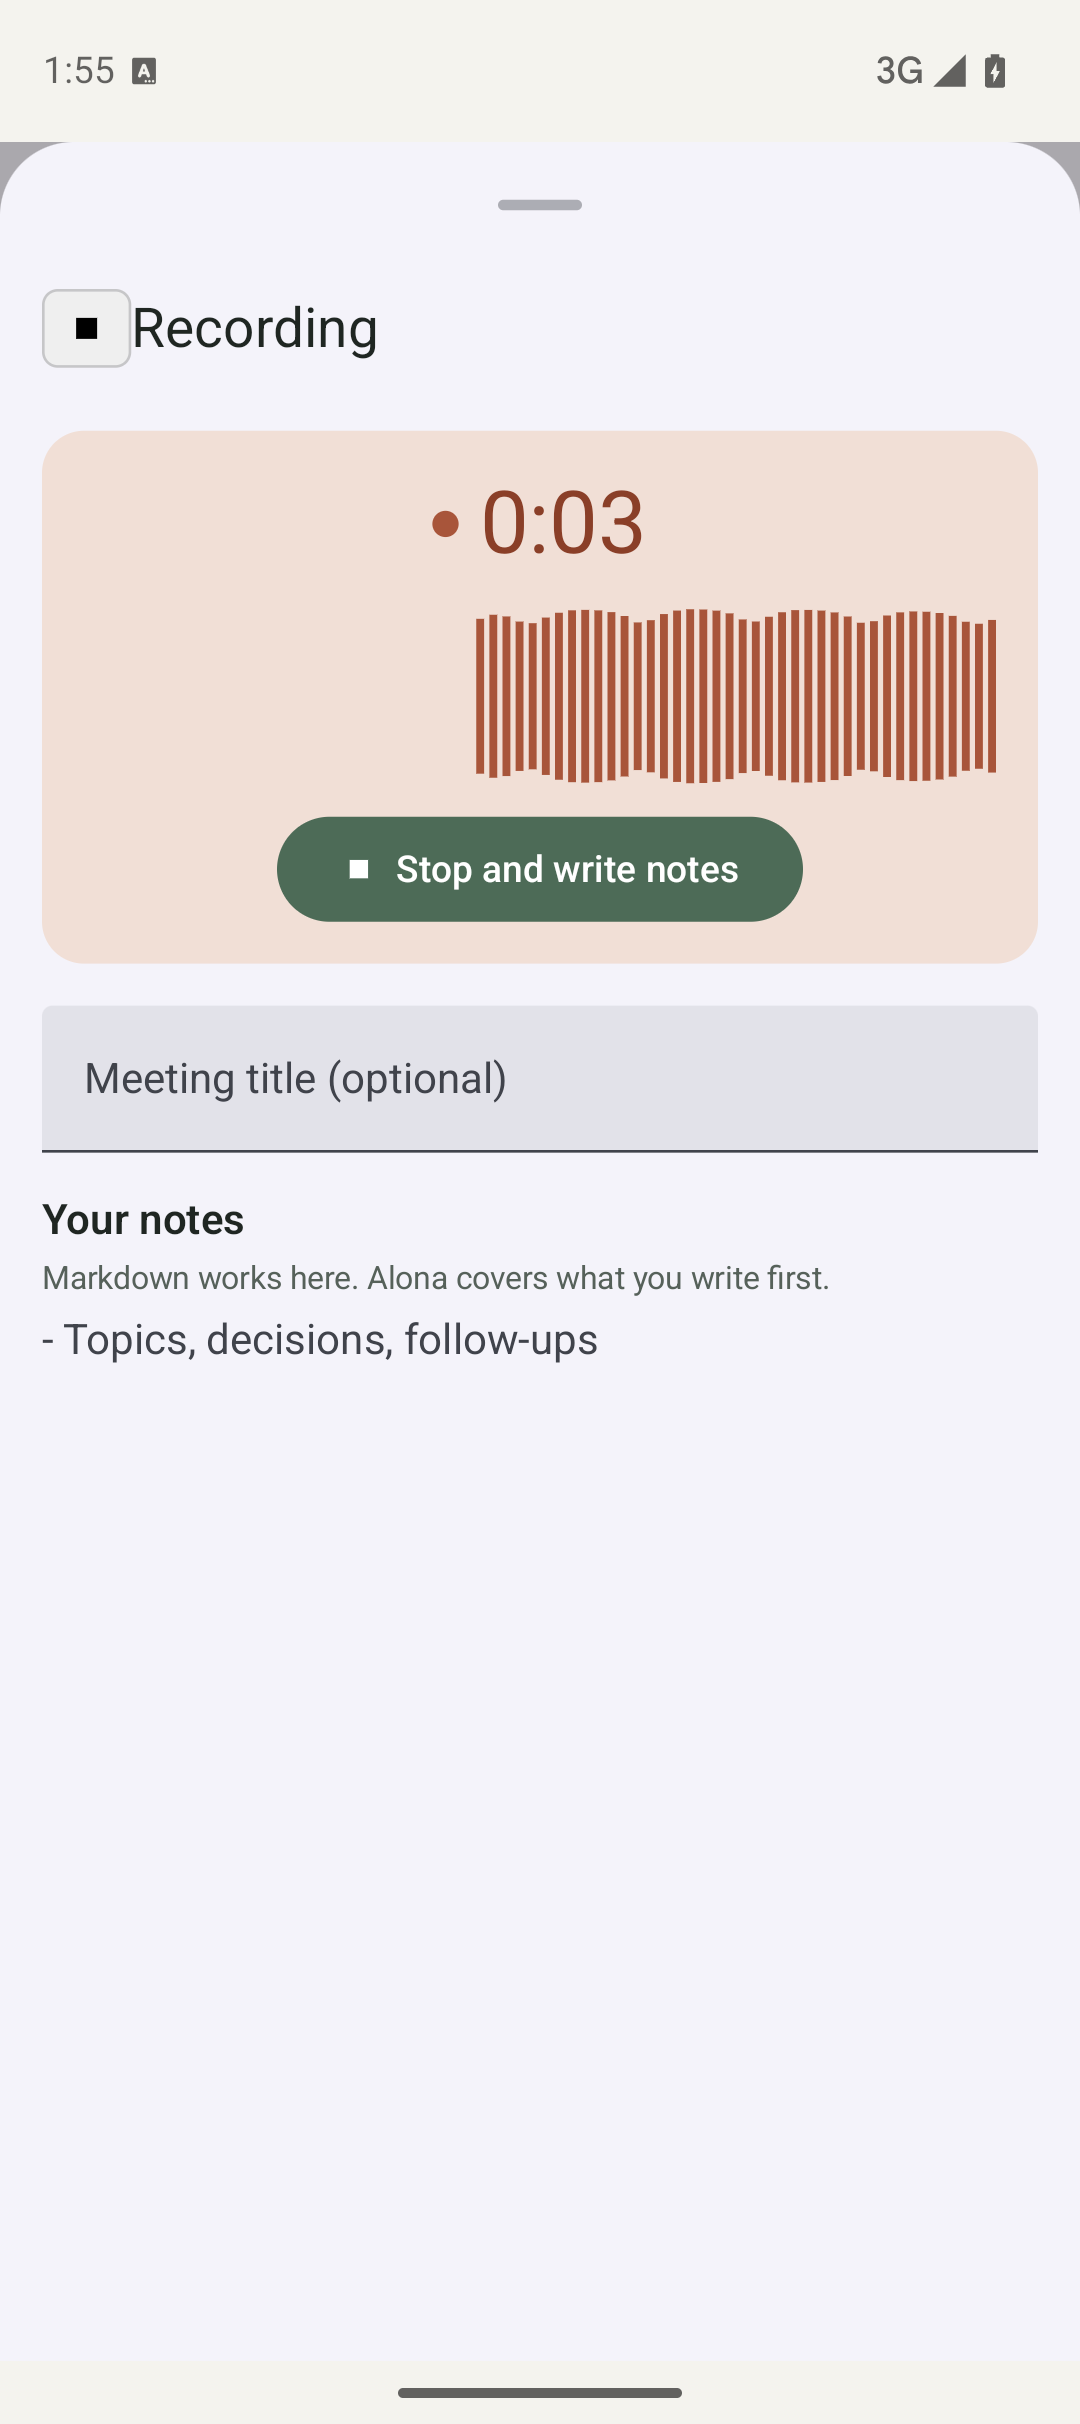 1:55
3G
Recording
0:03
Stop and write notes
Meeting title (optional)
Your notes
Markdown works here. Alona covers what you write first.
- Topics, decisions, follow-ups